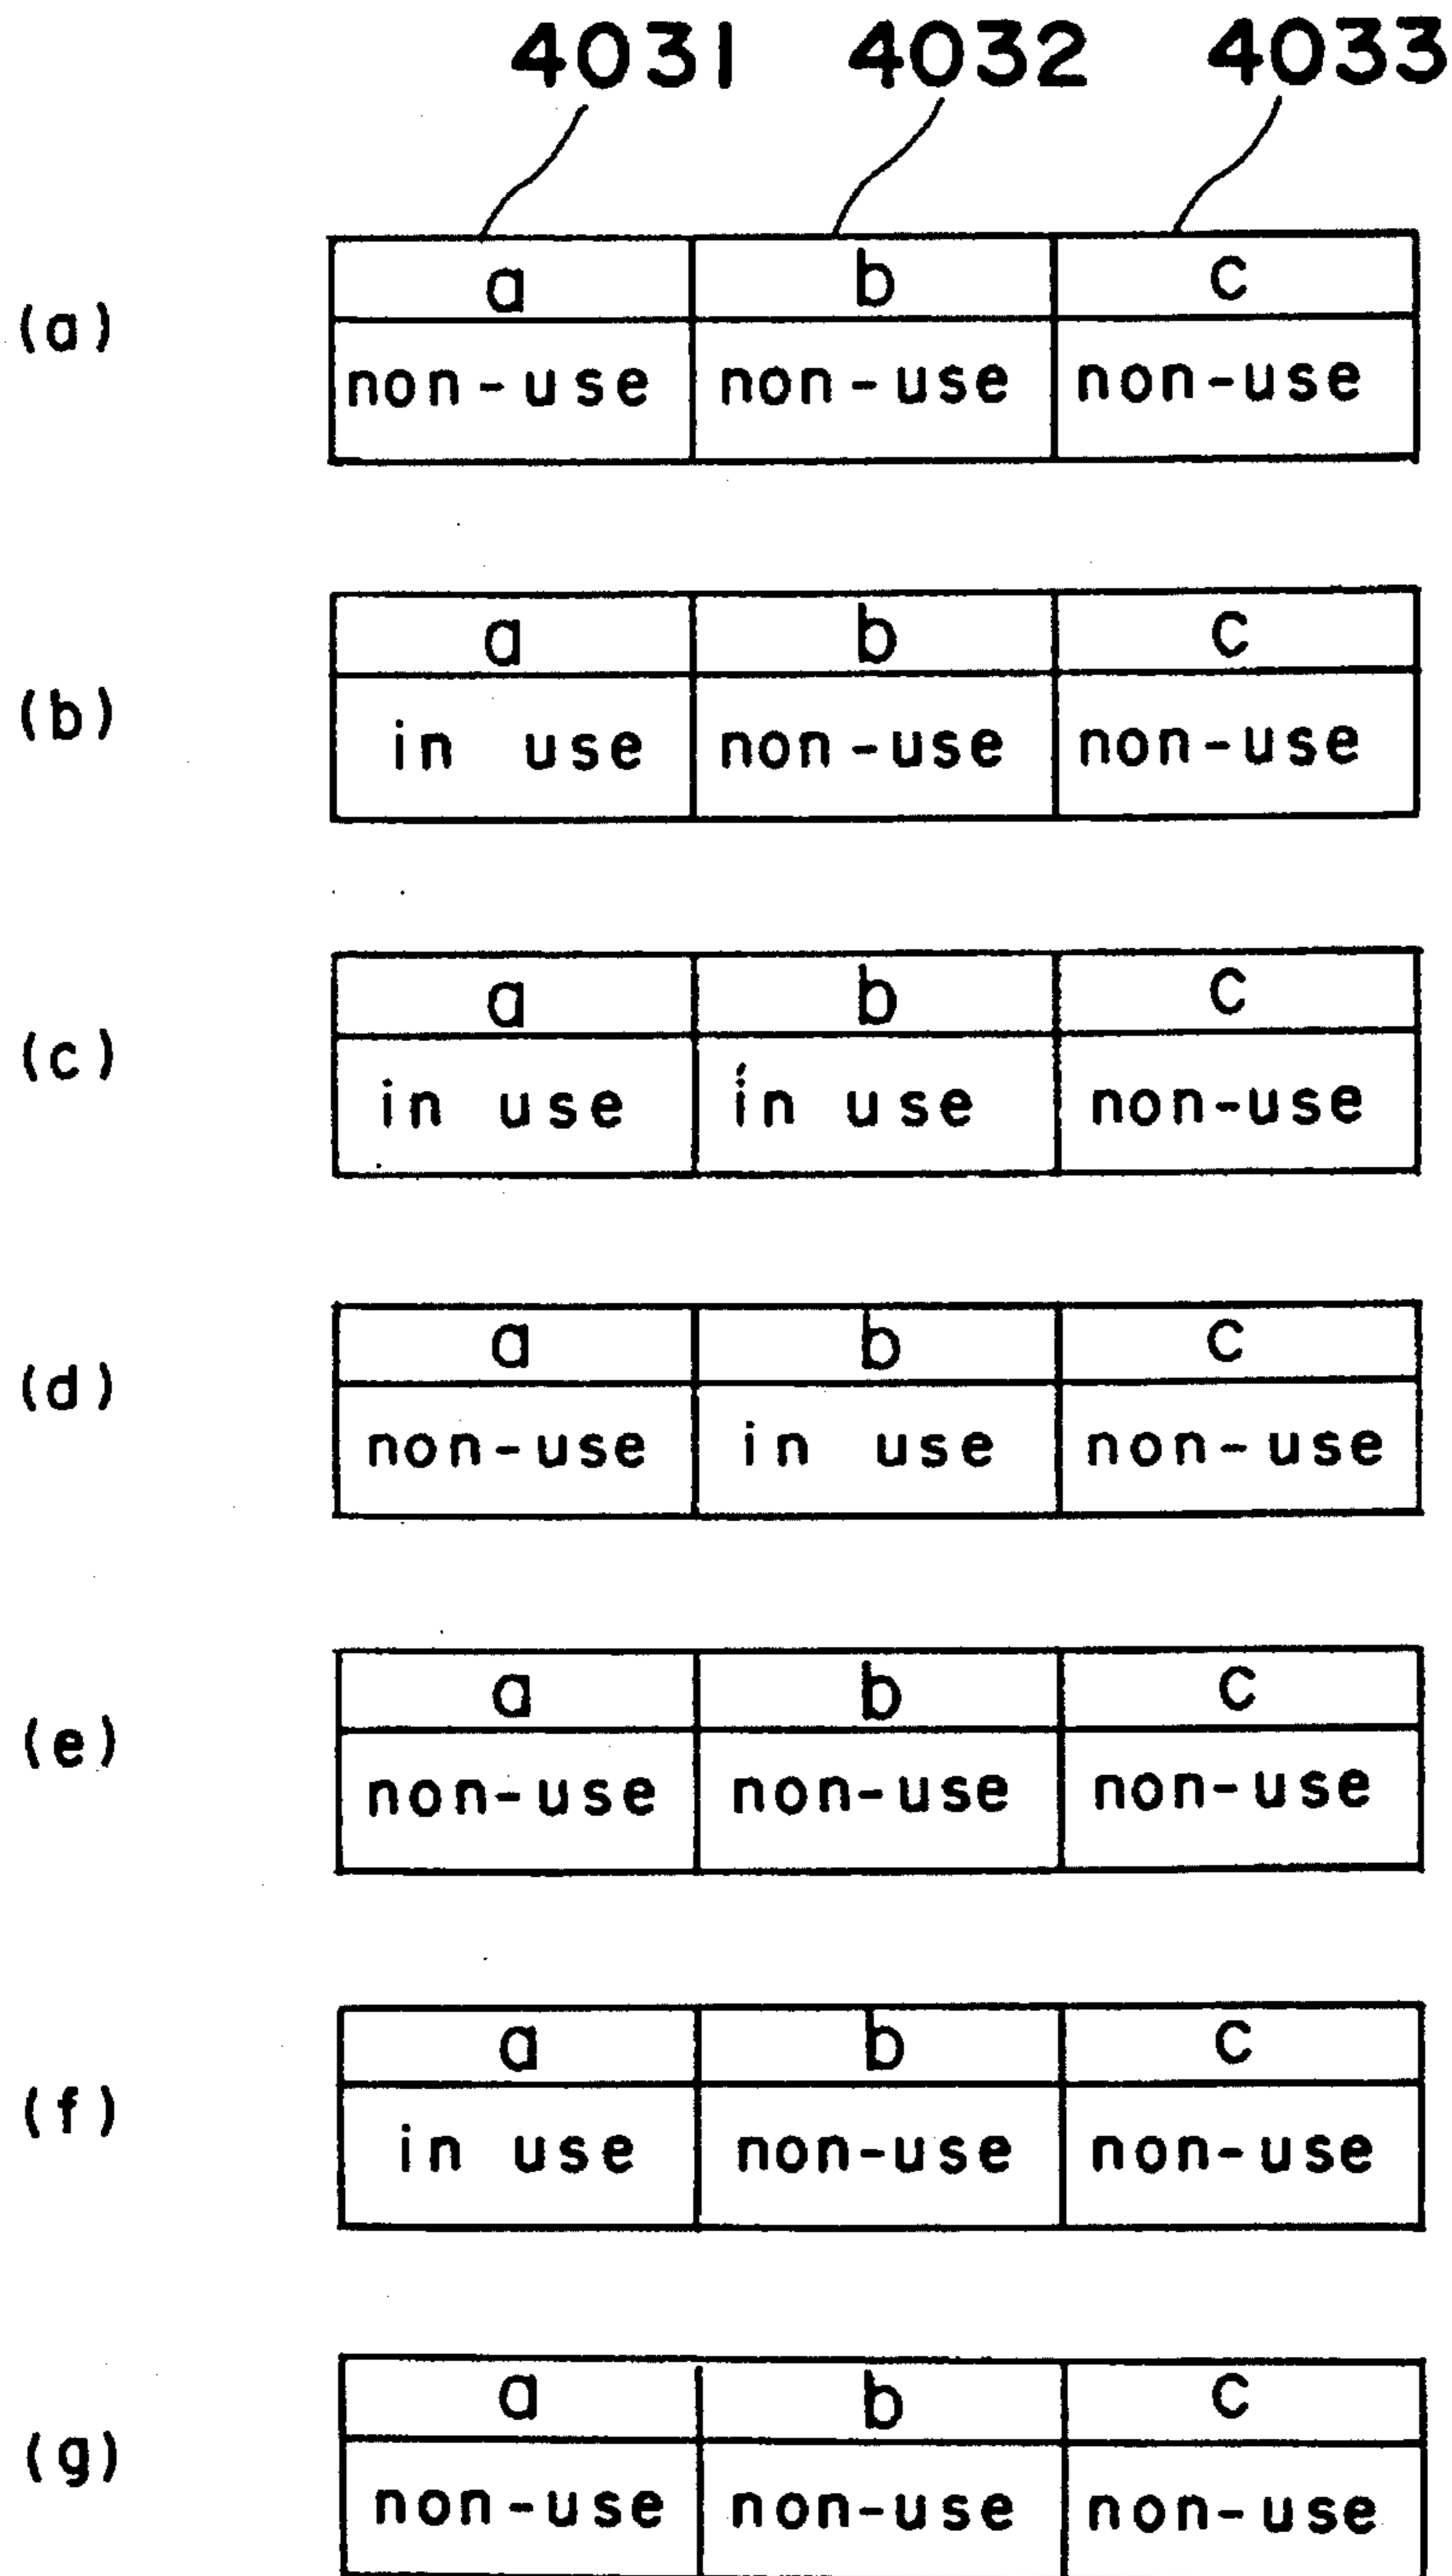 4031 4032 4033
(a)
a b c
non-use non-use non-use
(b)
a b c
in use non-use non-use
(c)
a b c
in use in use non-use
(d)
a b c
non-use in use non-use
(e)
a b c
non-use non-use non-use
(f)
a b c
in use non-use non-use
(g)
a b c
non-use non-use non-use